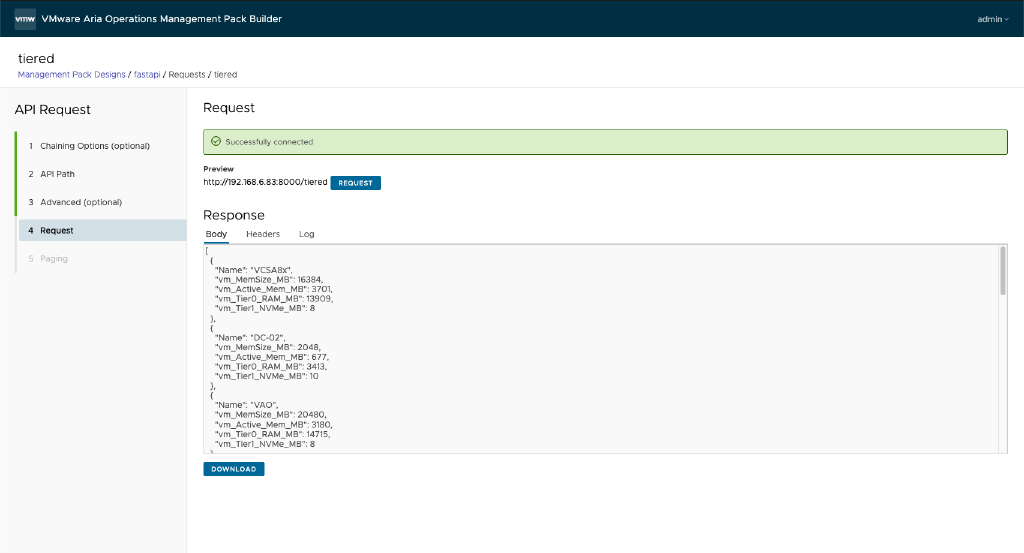 vmw VMware Aria Operations Management Pack Builder
admin
tiered
Management Pack Designs / fastapi / Requests / tiered
API Request
1 Chaining Options (optional)
2 API Path
3 Advanced (optional)
4 Request
5 Paging
Request
Successfully connected
Preview
http://192.168.6.83:8000/tiered REQUEST
Response
Body Headers Log
[
{
"Name": "VCSA8x",
"vm_MemSize_MB": 16384,
"vm_Active_Mem_MB": 3701,
"vm_Tier0_RAM_MB": 13909,
"vm_Tier1_NVMe_MB": 8
},
{
"Name": "DC-02",
"vm_MemSize_MB": 2048,
"vm_Active_Mem_MB": 677,
"vm_Tier0_RAM_MB": 3413,
"vm_Tier1_NVMe_MB": 10
},
{
"Name": "VAO",
"vm_MemSize_MB": 20480,
"vm_Active_Mem_MB": 3180,
"vm_Tier0_RAM_MB": 14715,
"vm_Tier1_NVMe_MB": 8
}
DOWNLOAD